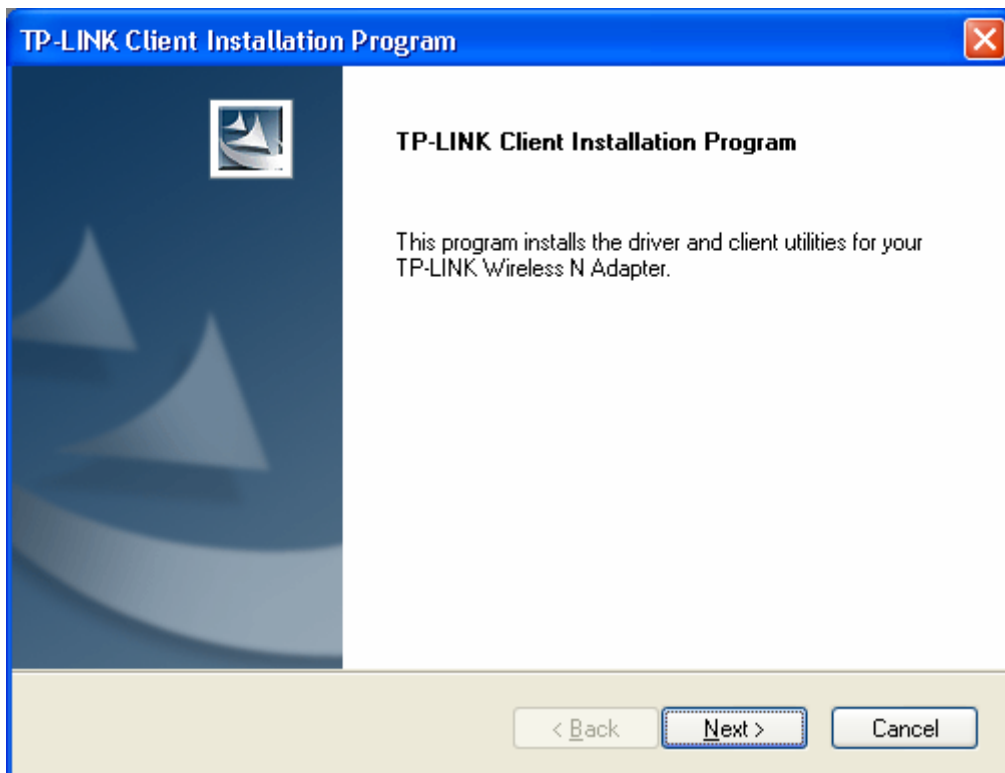 TP-LINK Client Installation Program
TP-LINK Client Installation Program
This program installs the driver and client utilities for your
TP-LINK Wireless N Adapter.
< Back Next > Cancel